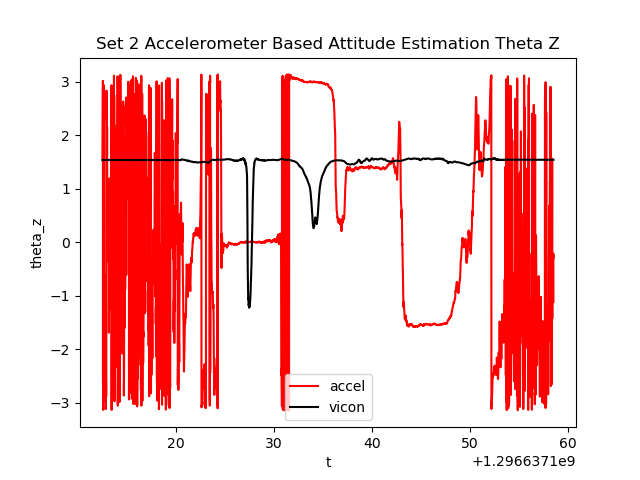 Set 2 Accelerometer Based Attitude Estimation Theta Z
theta_z
3
2
1
0
−1
−2
−3
accel
vicon
20
30
40
50
60
t
+1.2966371e9